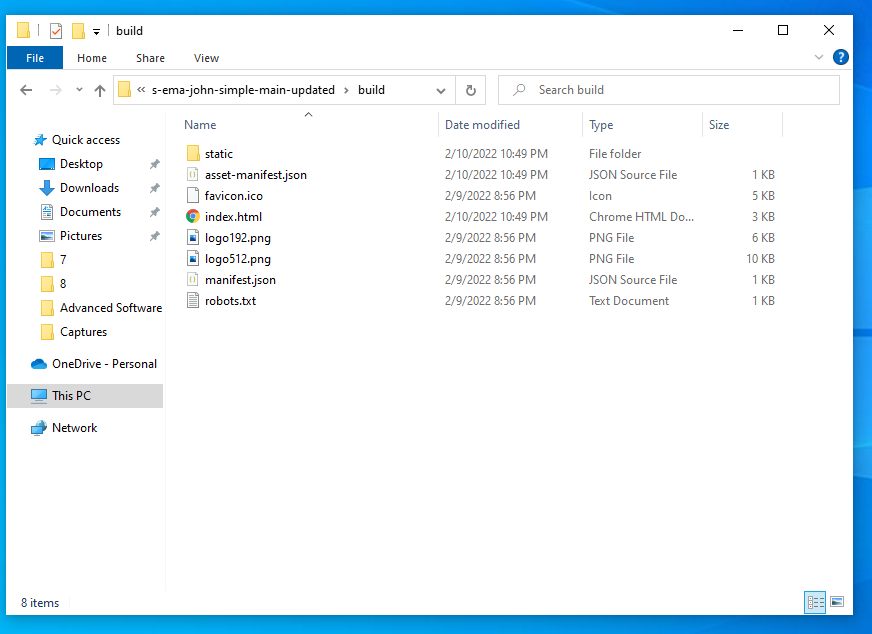 build
File Home Share View
« s-ema-john-simple-main-updated › build Search build
Name Date modified Type Size
Quick access
Desktop
Downloads
Documents
Pictures
7
8
Advanced Software
Captures
OneDrive - Personal
This PC
Network
static 2/10/2022 10:49 PM File folder
asset-manifest.json 2/10/2022 10:49 PM JSON Source File 1 KB
favicon.ico 2/9/2022 8:56 PM Icon 5 KB
index.html 2/10/2022 10:49 PM Chrome HTML Do... 3 KB
logo192.png 2/9/2022 8:56 PM PNG File 6 KB
logo512.png 2/9/2022 8:56 PM PNG File 10 KB
manifest.json 2/9/2022 8:56 PM JSON Source File 1 KB
robots.txt 2/9/2022 8:56 PM Text Document 1 KB
8 items